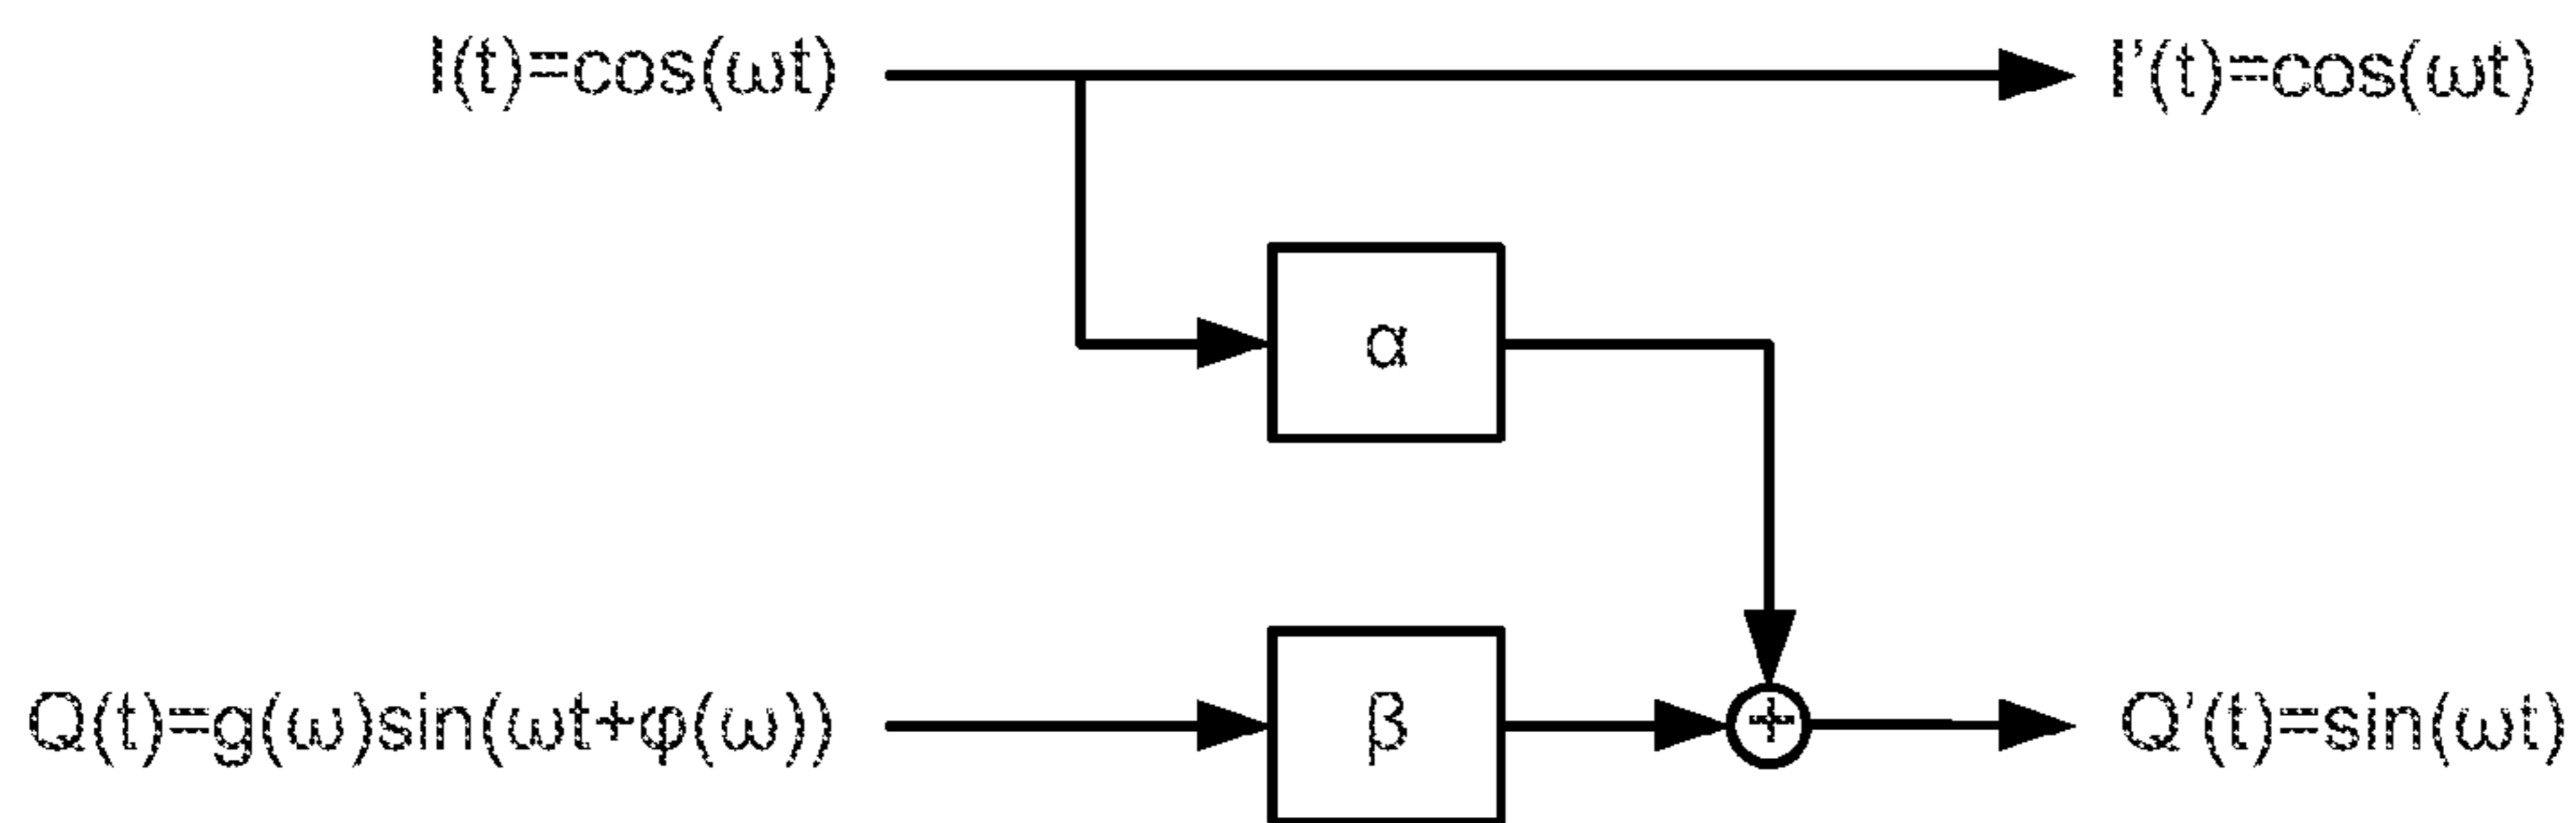 I(t)=cos(ωt)
I’(t)=cos(ωt)
α
Q(t)=g(ω)sin(ωt+φ(ω))
β
+
Q’(t)=sin(ωt)